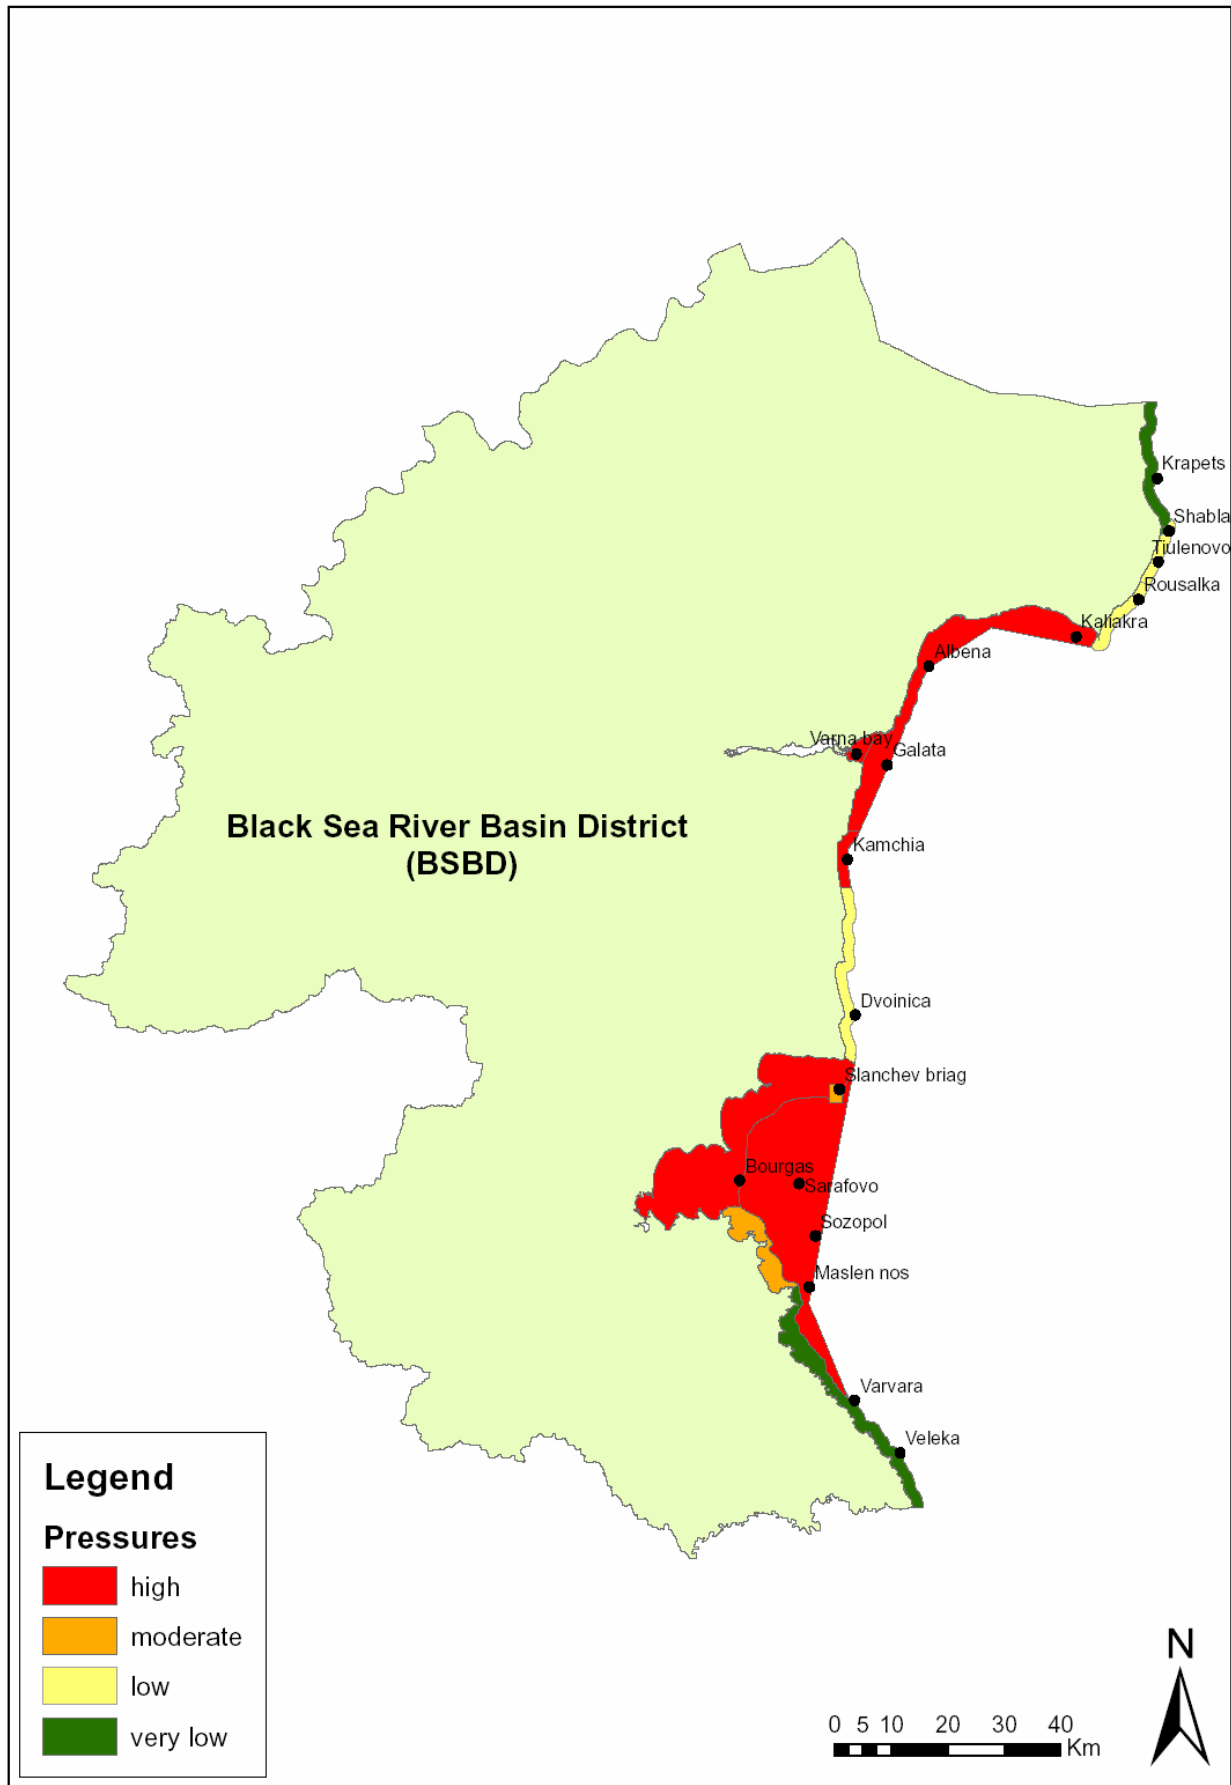 Krapets
Shabla
Tiulenovo
Rousalka
Kaliakra
Albena
Varna bay
Galata
Black Sea River Basin District
(BSBD)
Kamchia
Dvoinica
Slanchev briag
Bourgas
Sarafovo
Sozopol
Maslen nos
Varvara
Veleka
Legend
Pressures
high
moderate
low
very low
N
0 5 10 20 30 40
Km